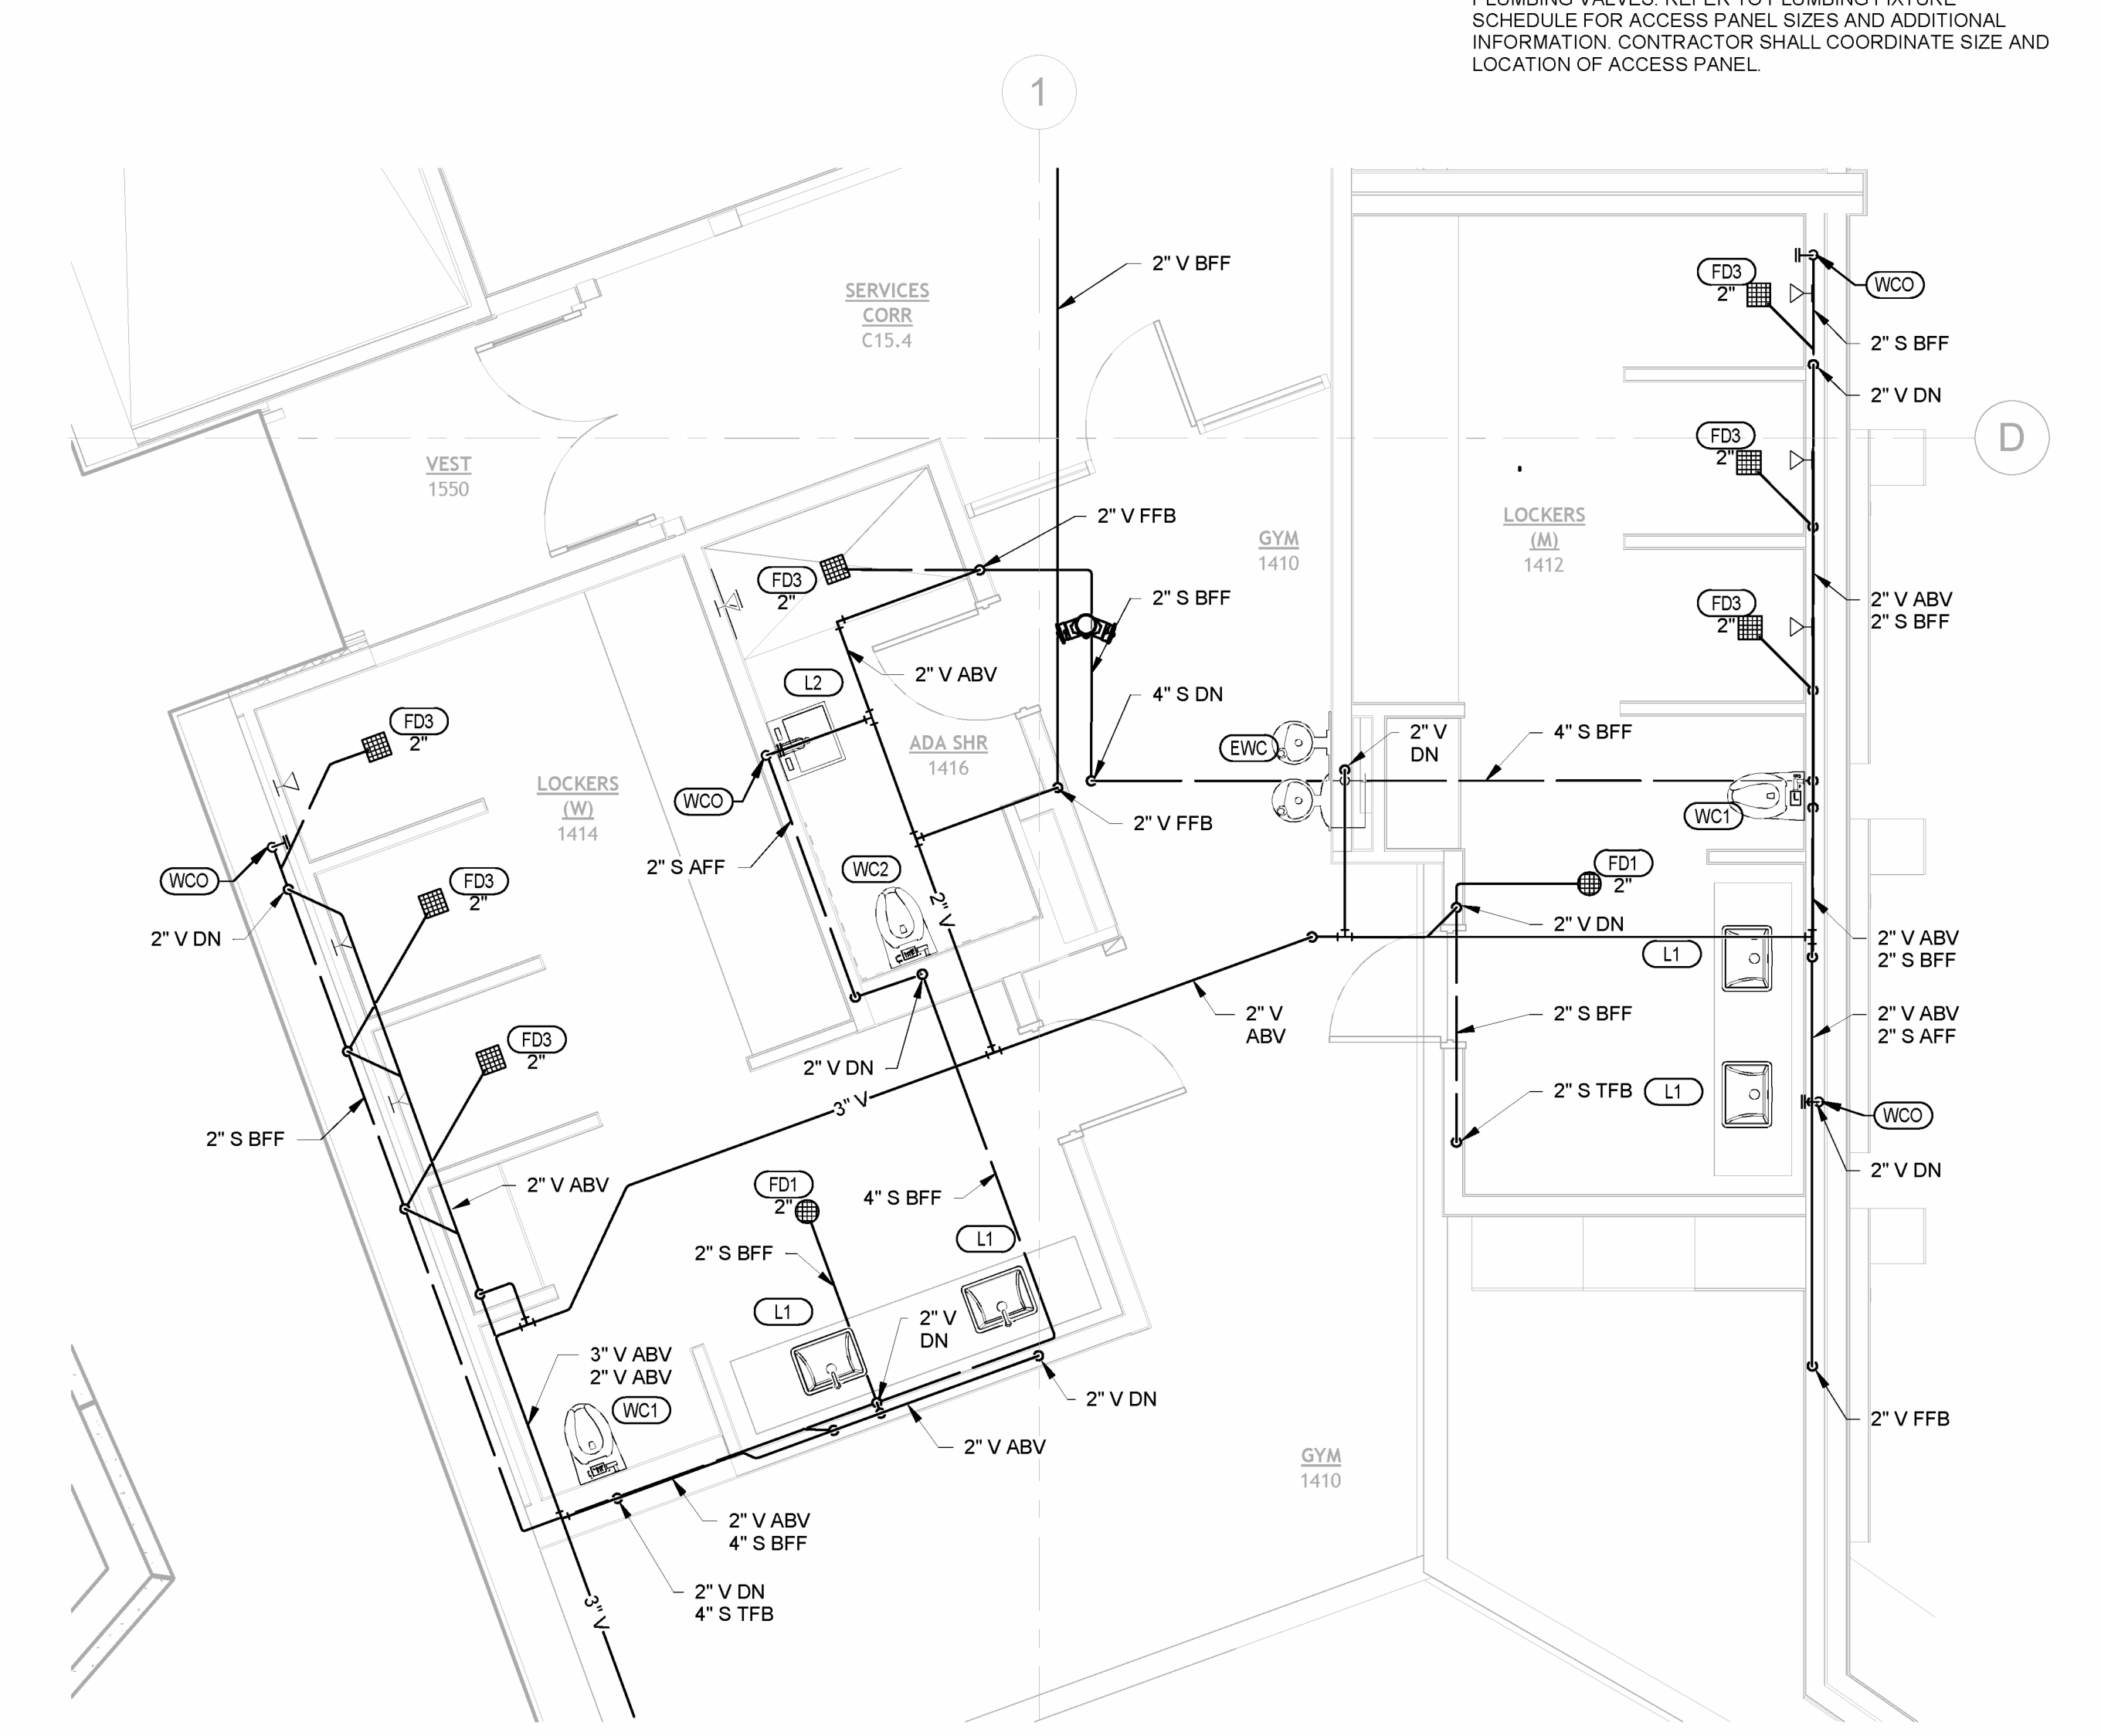 PLUMBING VALVES. REFER TO PLUMBING FIXTURE
SCHEDULE FOR ACCESS PANEL SIZES AND ADDITIONAL
INFORMATION. CONTRACTOR SHALL COORDINATE SIZE AND
LOCATION OF ACCESS PANEL.
1
2" V BFF
SERVICES
CORR
C15.4
FD3
2"
WCO
2" S BFF
2" V DN
D
FD3
2"
VEST
1550
2" V FFB
GYM
1410
LOCKERS
(M)
1412
FD3
2"
2" S BFF
FD3
2"
2" V ABV
2" S BFF
2" V ABV
L2
4" S DN
FD3
2"
ADA SHR
1416
EWC
2" V
DN
4" S BFF
LOCKERS
(W)
1414
WCO
2" V FFB
WC1
2" S AFF
WC2
FD1
2"
WCO
FD3
2"
2" V
2" V DN
2" V DN
L1
2" V ABV
2" S BFF
2" V
ABV
2" S BFF
2" V ABV
2" S AFF
FD3
2"
2" V DN
3" V
2" S TFB
L1
WCO
2" S BFF
2" V DN
2" V ABV
FD1
2"
4" S BFF
L1
2" S BFF
L1
2" V
DN
3" V ABV
2" V ABV
WC1
2" V DN
2" V FFB
2" V ABV
GYM
1410
2" V ABV
4" S BFF
2" V DN
4" S TFB
3" V